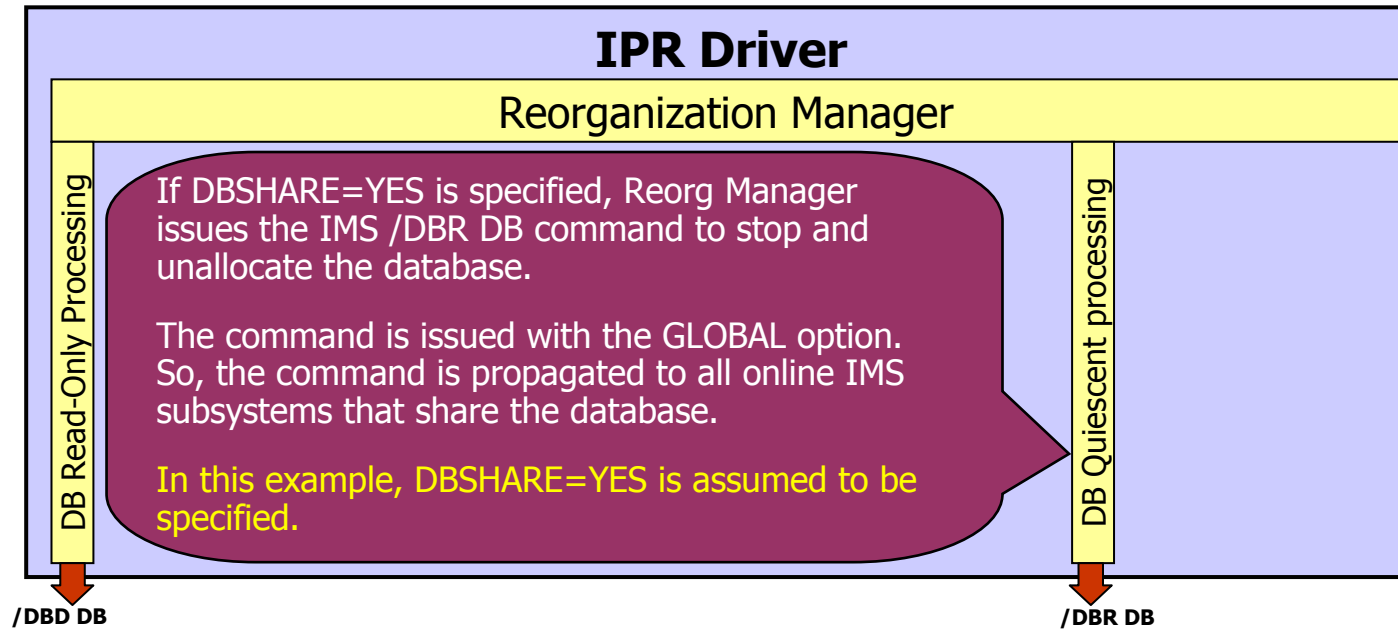 IPR Driver
Reorganization Manager
DB Read-Only Processing
If DBSHARE=YES is specified, Reorg Manager
issues the IMS /DBR DB command to stop and
unallocate the database.
The command is issued with the GLOBAL option.
So, the command is propagated to all online IMS
subsystems that share the database.
In this example, DBSHARE=YES is assumed to be
specified.
DB Quiescent processing
/DBD DB
/DBR DB